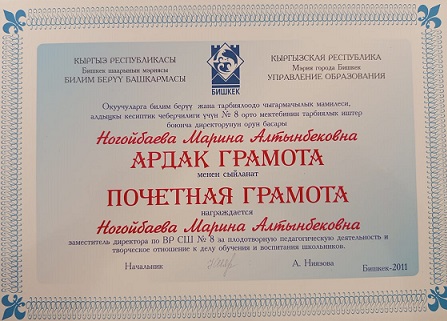 КЫРГЫЗ РЕСПУБЛИКАСЫ
Бишкек шаарынын мэриясы
БИЛИМ БЕРҮҮ БАШКАРМАСЫ
БИШКЕК
КЫРГЫЗСКАЯ РЕСПУБЛИКА
Мэрия города Бишкек
УПРАВЛЕНИЕ ОБРАЗОВАНИЯ
Окуучуларга билим берүү жана тарбиялоодо чыгармачылык мамилеси,
алдыңкы кесиптик чеберчилиги үчүн № 8 орто мектебинин тарбиялык иштер
боюнча директорунун орун басары
Ногойбаева Марина Алтынбековна
АРДАК ГРАМОТА
менен сыйланат
ПОЧЕТНАЯ ГРАМОТА
награждается
Ногойбаева Марина Алтынбековна
заместитель директора по ВР СШ № 8 за плодотворную педагогическую деятельность и
творческое отношение к делу обучения и воспитания школьников.
Начальник
А. Ниязова
Бишкек-2011